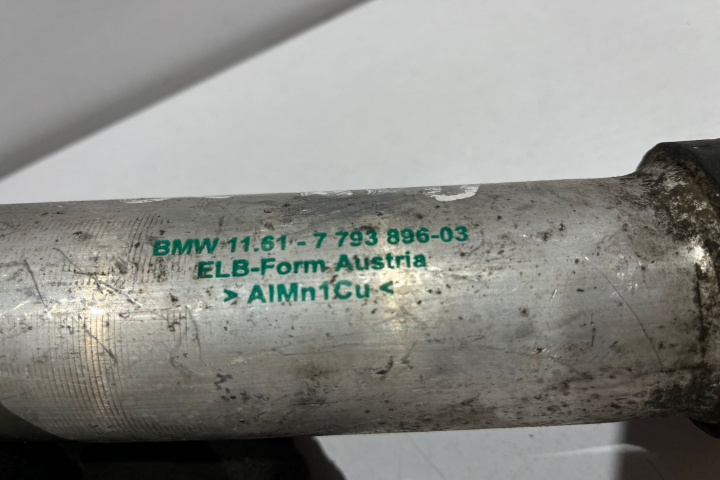 BMW 11.61 - 7 793 896-03
ELB-Form Austria
> AlMn1Cu <